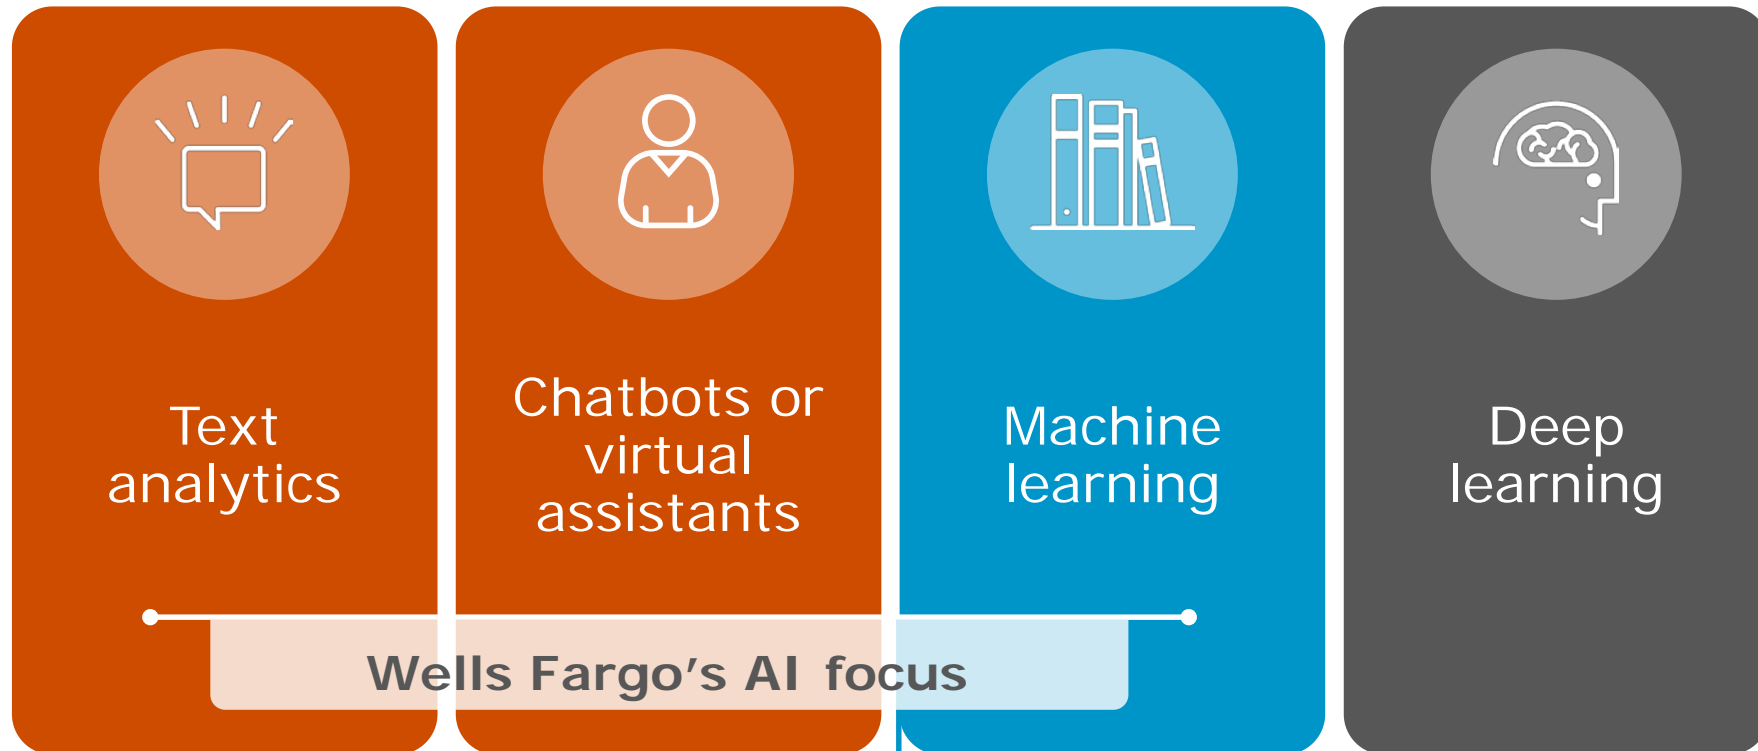 Text
analytics
Chatbots or
virtual
assistants
Machine
learning
Deep
learning
Wells Fargo’s AI focus